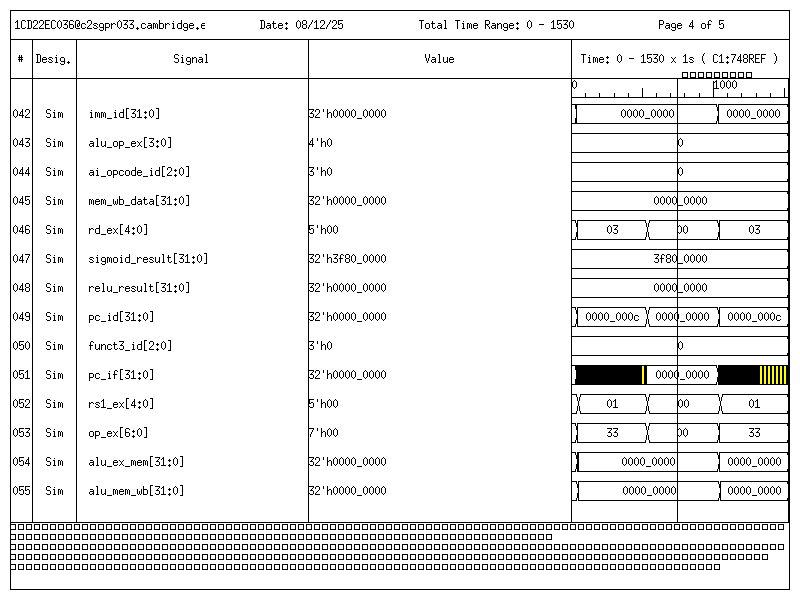 1CD22EC036@c2sgpr033.cambridge.e Date: 08/12/25 Total Time Range: 0 - 1530 Page 4 of 5
# Desig. Signal Value Time: 0 - 1530 x 1s ( C1:748REF )
0 1000
042 Sim imm_id[31:0] 32'h0000_0000 0000_0000 0000_0000
043 Sim alu_op_ex[3:0] 4'h0 0
044 Sim ai_opcode_id[2:0] 3'h0 0
045 Sim mem_wb_data[31:0] 32'h0000_0000 0000_0000
046 Sim rd_ex[4:0] 5'h00 03 00 03
047 Sim sigmoid_result[31:0] 32'h3f80_0000 3f80_0000
048 Sim relu_result[31:0] 32'h0000_0000 0000_0000
049 Sim pc_id[31:0] 32'h0000_0000 0000_000c 0000_0000 0000_000c
050 Sim funct3_id[2:0] 3'h0 0
051 Sim pc_if[31:0] 32'h0000_0000 0000_0000
052 Sim rs1_ex[4:0] 5'h00 01 00 01
053 Sim op_ex[6:0] 7'h00 33 00 33
054 Sim alu_ex_mem[31:0] 32'h0000_0000 0000_0000 0000_0000
055 Sim alu_mem_wb[31:0] 32'h0000_0000 0000_0000 0000_0000